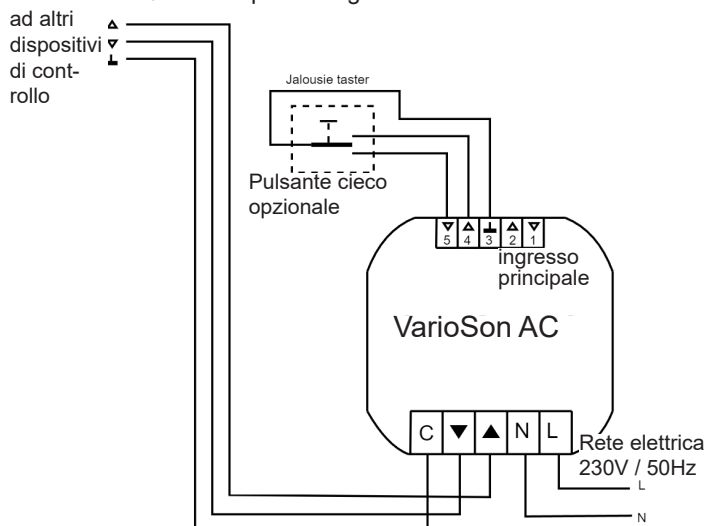 ad altri
dispositivi
di cont-
rollo
Jalousie taster
Pulsante cieco
opzionale
5 4 3 2 1
ingresso
principale
VarioSon AC
C N L
Rete elettrica
230V / 50Hz
L
N